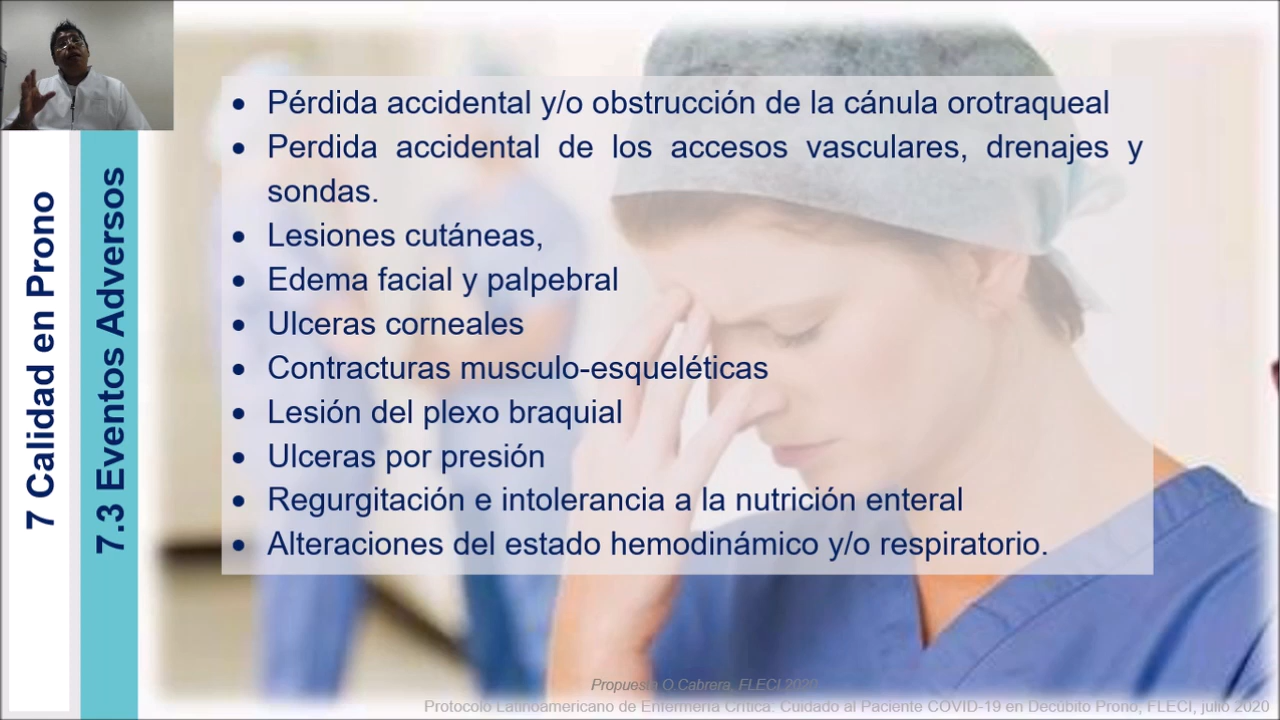 7 Calidad en Prono
7.3 Eventos Adversos
• Pérdida accidental y/o obstrucción de la cánula orotraqueal
• Perdida accidental de los accesos vasculares, drenajes y
sondas.
• Lesiones cutáneas,
• Edema facial y palpebral
• Ulceras corneales
• Contracturas musculo-esqueléticas
• Lesión del plexo braquial
• Ulceras por presión
• Regurgitación e intolerancia a la nutrición enteral
• Alteraciones del estado hemodinámico y/o respiratorio.
Propuesta O Cabrera, FLECI 2020
Protocolo Latinoamericano de Enfermería Crítica: Cuidado al Paciente COVID-19 en Decúbito Prono, FLECI, julio 2020